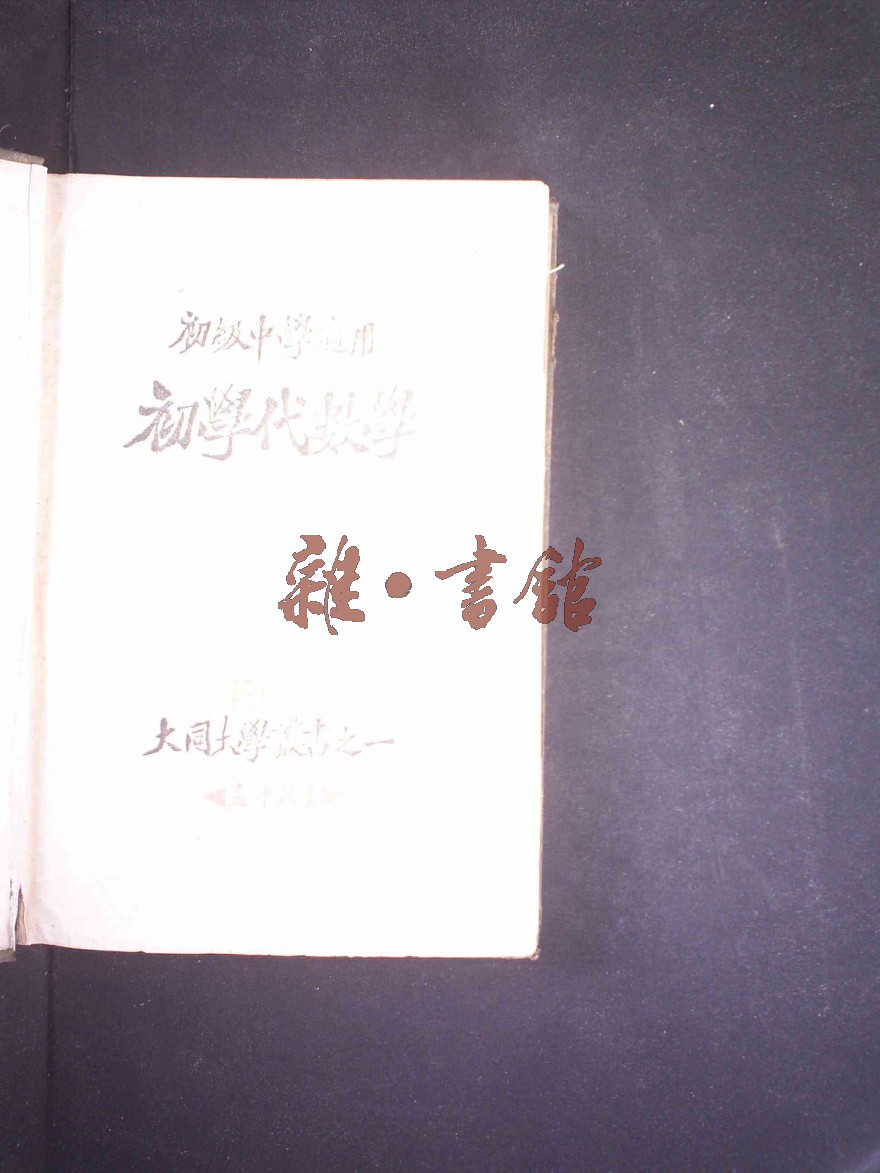 初級中學適用
初學代數學
雜·書館
大同大學叢書之一